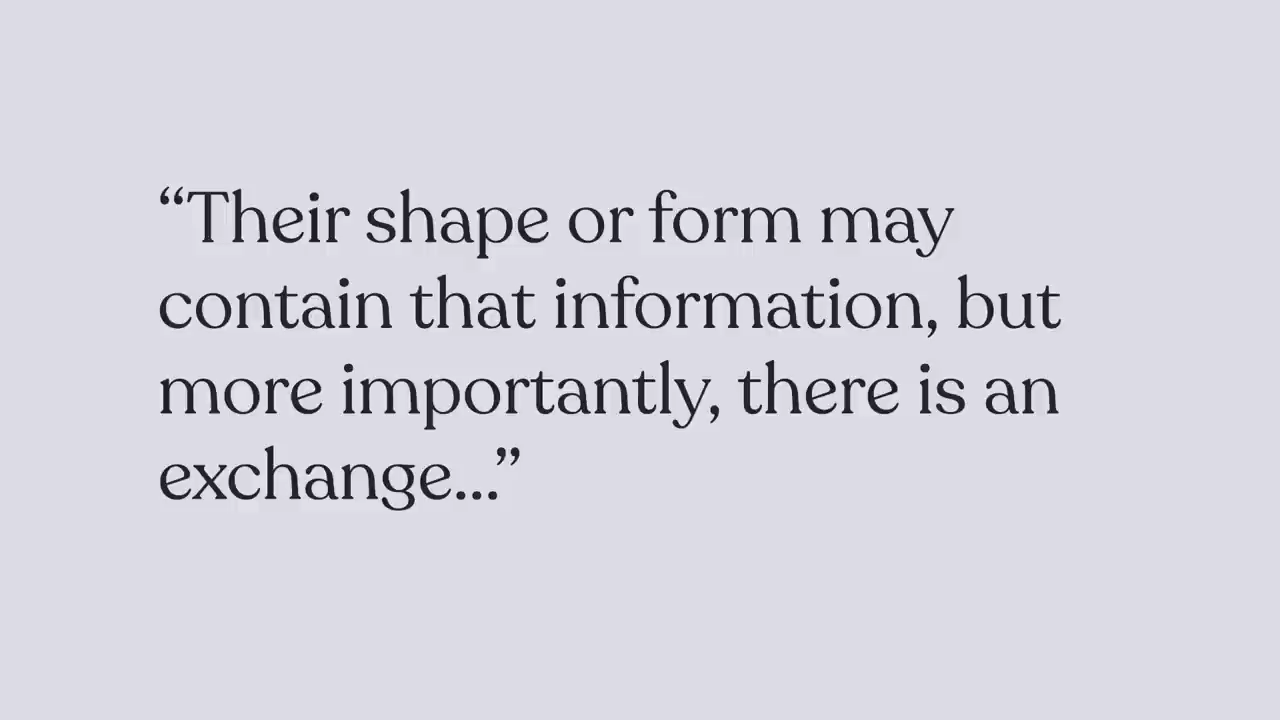 “Their shape or form may
contain that information, but
more importantly, there is an
exchange...”